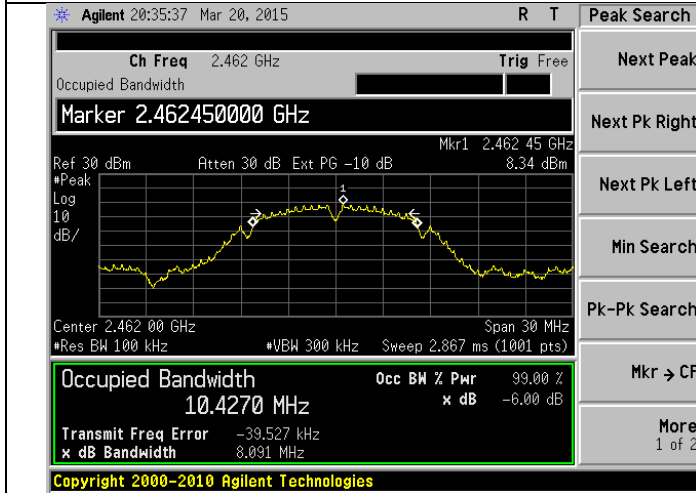 Agilent 20:35:37 Mar 20, 2015 R T
Peak Search
Ch Freq 2.462 GHz Trig Free
Occupied Bandwidth
Marker 2.462450000 GHz
Mkr1 2.462 45 GHz
Ref 30 dBm Atten 30 dB Ext PG -10 dB 8.34 dBm
#Peak
Log
10
dB/
1
Center 2.462 00 GHz Span 30 MHz
#Res BW 100 kHz #VBW 300 kHz Sweep 2.867 ms (1001 pts)
Occupied Bandwidth Occ BW % Pwr 99.00 %
10.4270 MHz x dB -6.00 dB
Transmit Freq Error -39.527 kHz
x dB Bandwidth 8.091 MHz
Copyright 2000-2010 Agilent Technologies
Next Peak
Next Pk Right
Next Pk Left
Min Search
Pk-Pk Search
Mkr → CF
More
1 of 2